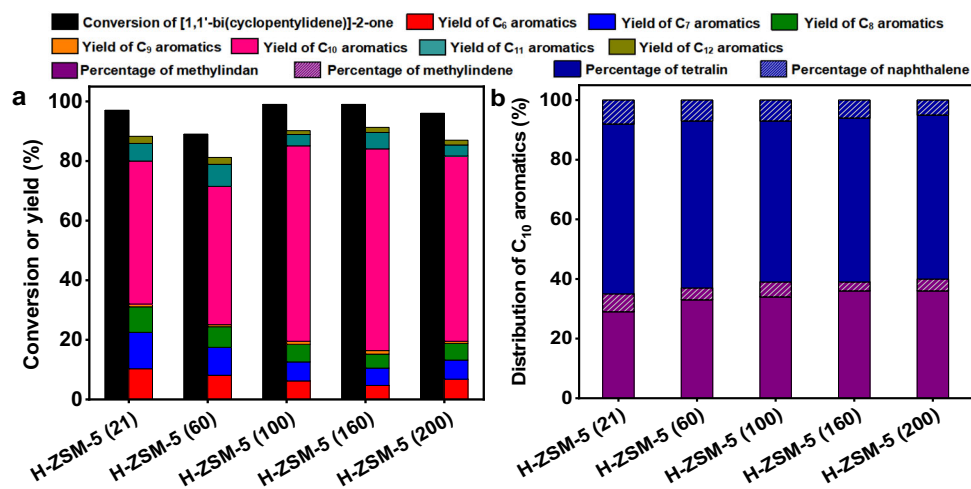 Conversion of [1,1'-bi(cyclopentylidene)]-2-one Yield of C₆ aromatics Yield of C₇ aromatics Yield of C₈ aromatics
Yield of C₉ aromatics Yield of C₁₀ aromatics Yield of C₁₁ aromatics Yield of C₁₂ aromatics
Percentage of methylindan Percentage of methylindene Percentage of tetralin Percentage of naphthalene
a
Conversion or yield (%)
100
80
60
40
20
0
H-ZSM-5 (21)
H-ZSM-5 (60)
H-ZSM-5 (100)
H-ZSM-5 (160)
H-ZSM-5 (200)
b
Distribution of C₁₀ aromatics (%)
100
80
60
40
20
0
H-ZSM-5 (21)
H-ZSM-5 (60)
H-ZSM-5 (100)
H-ZSM-5 (160)
H-ZSM-5 (200)